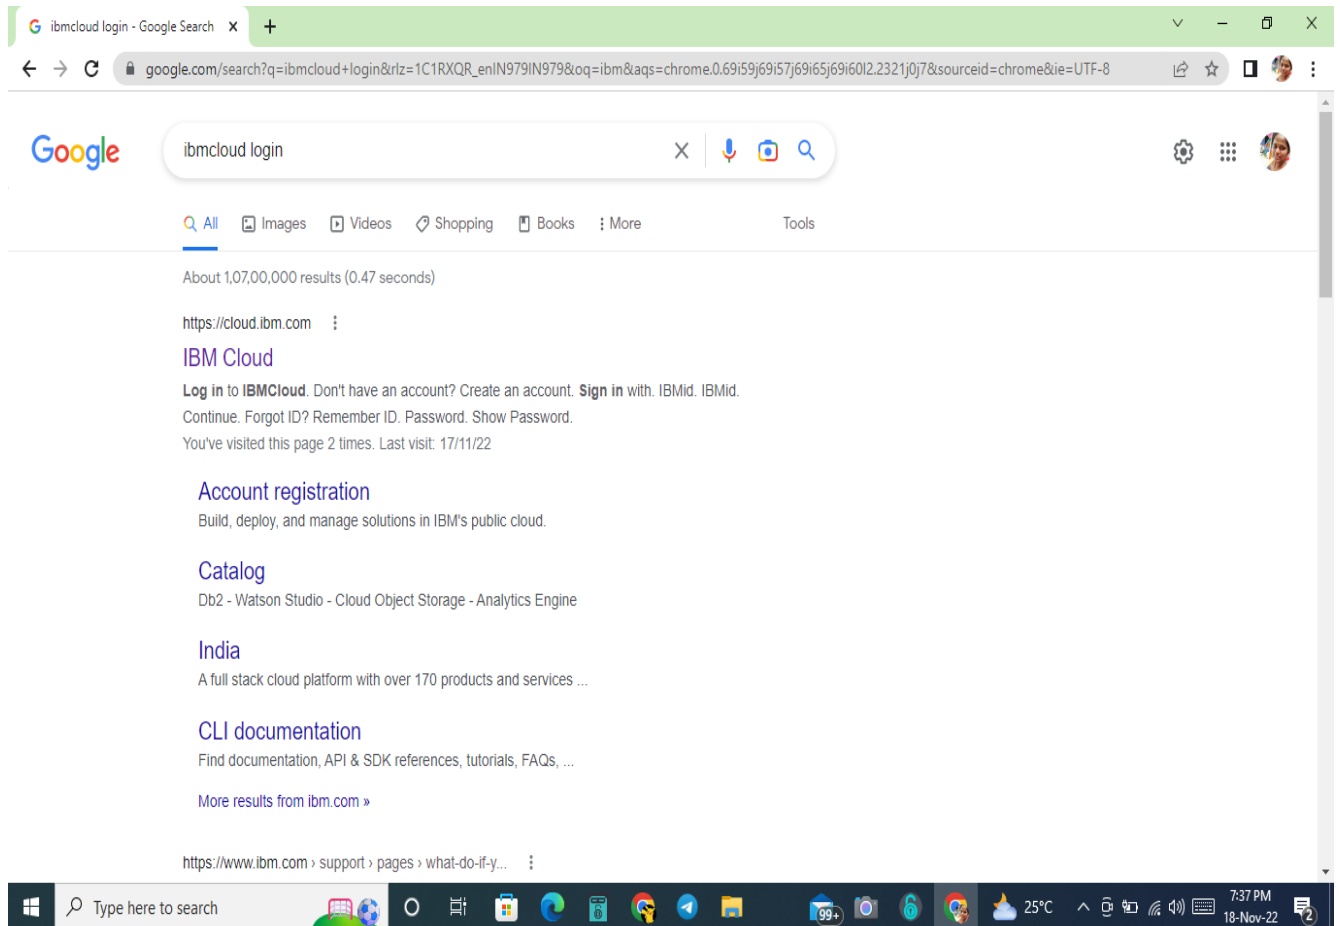 ibmcloud login - Google Search
google.com/search?q=ibmcloud+login&rlz=1C1RXQR_enIN979IN979&oq=ibm&aqs=chrome.0.69i59j69i57j69i65j69i60l2.2321j0j7&sourceid=chrome&ie=UTF-8
Google
ibmcloud login
All Images Videos Shopping Books More Tools
About 1,07,00,000 results (0.47 seconds)
https://cloud.ibm.com
IBM Cloud
Log in to IBMCloud. Don't have an account? Create an account. Sign in with. IBMid. IBMid.
Continue. Forgot ID? Remember ID. Password. Show Password.
You've visited this page 2 times. Last visit: 17/11/22
Account registration
Build, deploy, and manage solutions in IBM's public cloud.
Catalog
Db2 - Watson Studio - Cloud Object Storage - Analytics Engine
India
A full stack cloud platform with over 170 products and services ...
CLI documentation
Find documentation, API & SDK references, tutorials, FAQs, ...
More results from ibm.com »
https://www.ibm.com › support › pages › what-do-if-y...
Type here to search
99+
25°C
7:37 PM
18-Nov-22
2